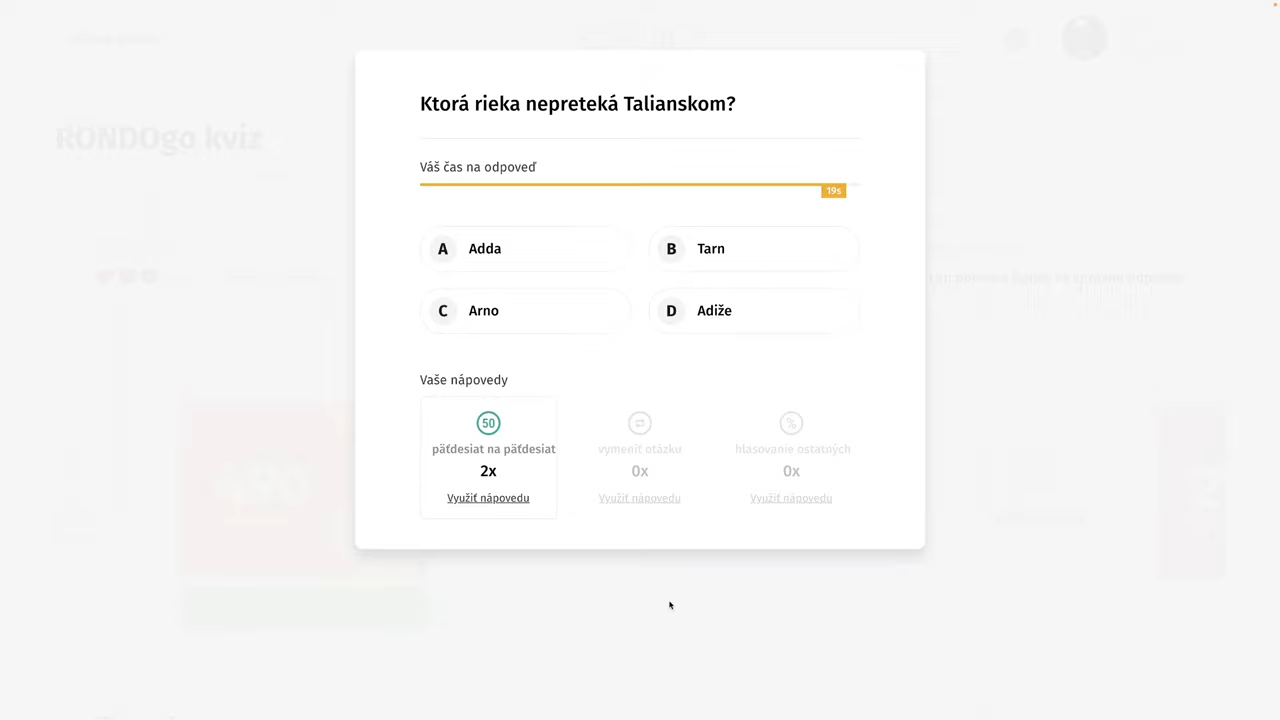 RONDOgo kvíz
Ktorá rieka nepreteká Talianskom?
Váš čas na odpoveď
19s
A Adda
B Tarn
C Arno
D Adiže
Vaše nápovedy
50
päťdesiat na päťdesiat
2x
Využiť nápovedu
vymeniť otázku
0x
Využiť nápovedu
%
hlasovanie ostatných
0x
Využiť nápovedu